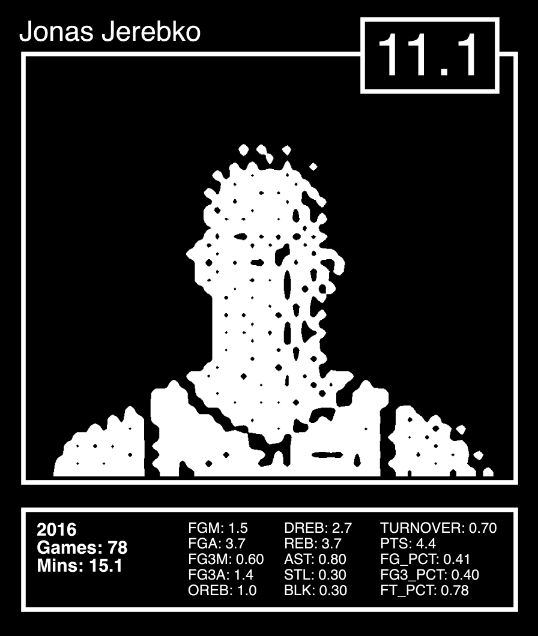 Jonas Jerebko
11.1
2016
Games: 78
Mins: 15.1
FGM: 1.5
FGA: 3.7
FG3M: 0.60
FG3A: 1.4
OREB: 1.0
DREB: 2.7
REB: 3.7
AST: 0.80
STL: 0.30
BLK: 0.30
TURNOVER: 0.70
PTS: 4.4
FG_PCT: 0.41
FG3_PCT: 0.40
FT_PCT: 0.78